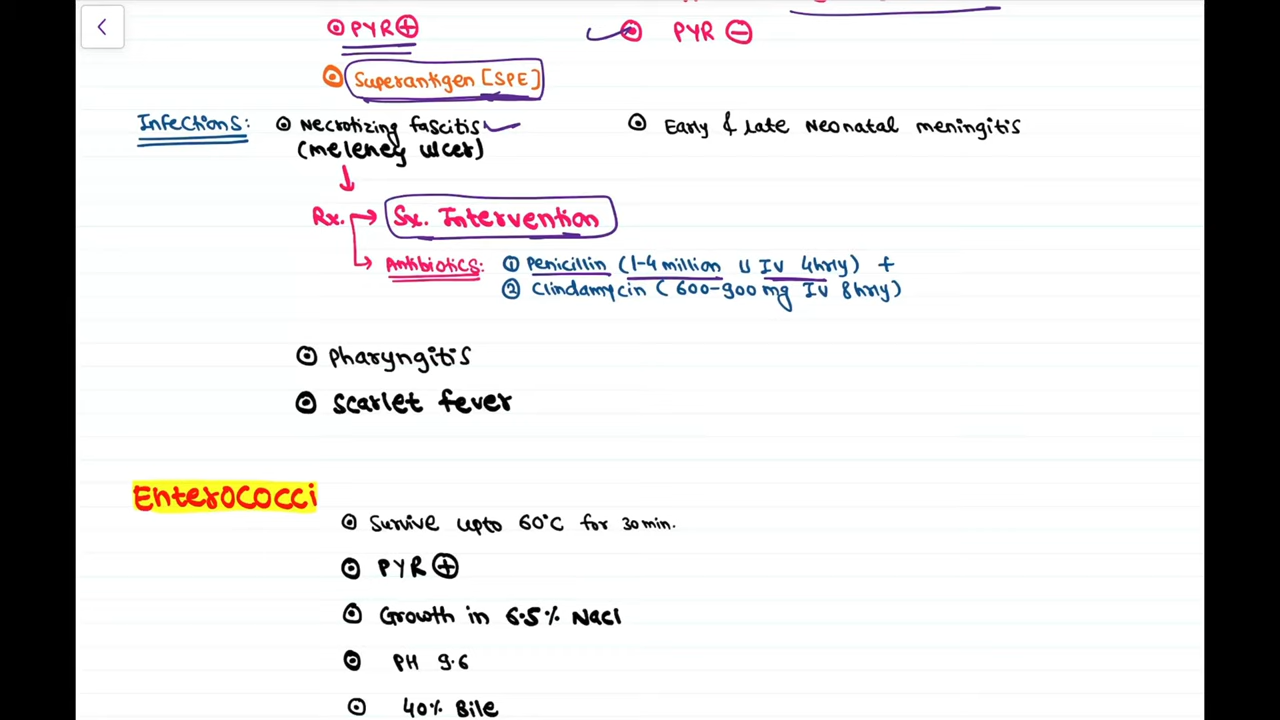 PYR +
PYR -
Superantigen [SPE]
Infections:
Necrotizing fascitis
(meleney ulcer)
Early & Late Neonatal meningitis
Rx. → Sx. Intervention
Antibiotics: ① Penicillin (1-4 million U IV 4hrly) +
② Clindamycin (600-900 mg IV 8hrly)
Pharyngitis
Scarlet fever
Enterococci
Survive upto 60°C for 30min.
PYR +
Growth in 6.5% Nacl
PH 9.6
40% Bile